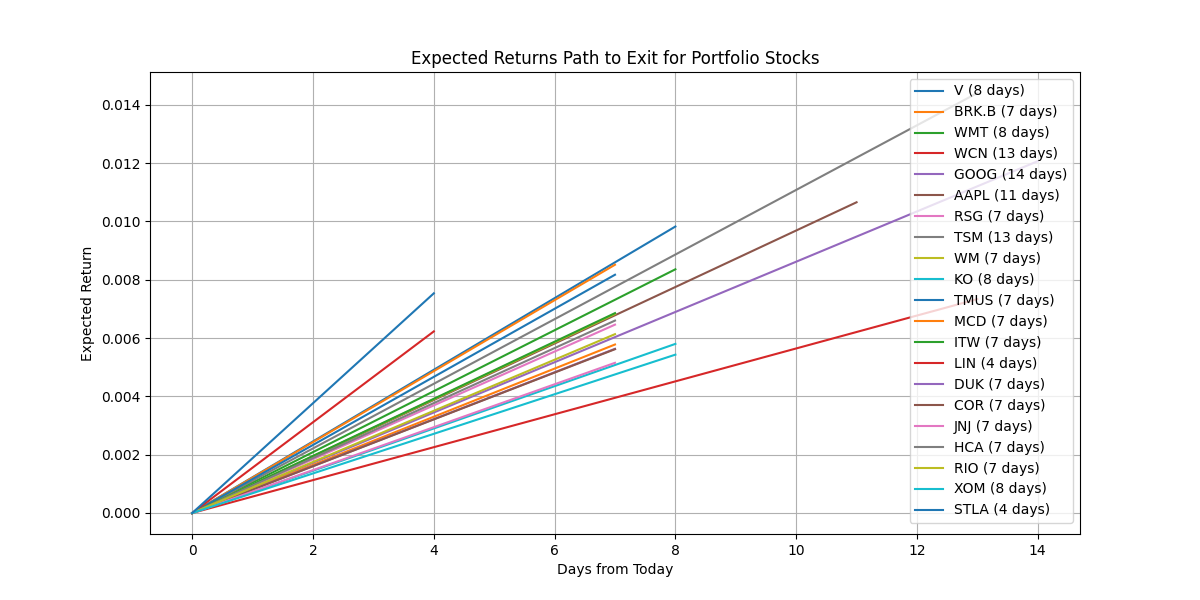 Expected Returns Path to Exit for Portfolio Stocks
Expected Return
0.014
0.012
0.010
0.008
0.006
0.004
0.002
0.000
0
2
4
6
8
10
12
14
Days from Today
V (8 days)
BRK.B (7 days)
WMT (8 days)
WCN (13 days)
GOOG (14 days)
AAPL (11 days)
RSG (7 days)
TSM (13 days)
WM (7 days)
KO (8 days)
TMUS (7 days)
MCD (7 days)
ITW (7 days)
LIN (4 days)
DUK (7 days)
COR (7 days)
JNJ (7 days)
HCA (7 days)
RIO (7 days)
XOM (8 days)
STLA (4 days)